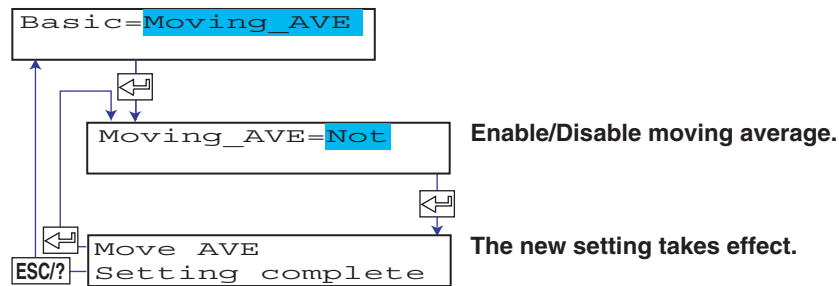 Basic=Moving_AVE
Moving_AVE=Not
Enable/Disable moving average.
Move AVE
Setting complete
The new setting takes effect.
ESC/?